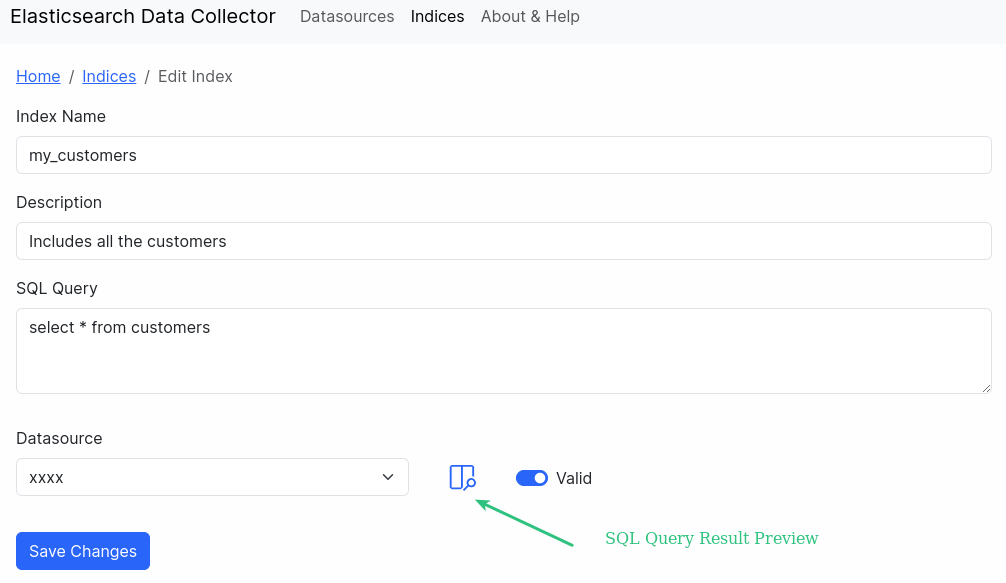 Elasticsearch Data Collector Datasources Indices About & Help
Home / Indices / Edit Index
Index Name
my_customers
Description
Includes all the customers
SQL Query
select * from customers
Datasource
xxxx
Valid
SQL Query Result Preview
Save Changes